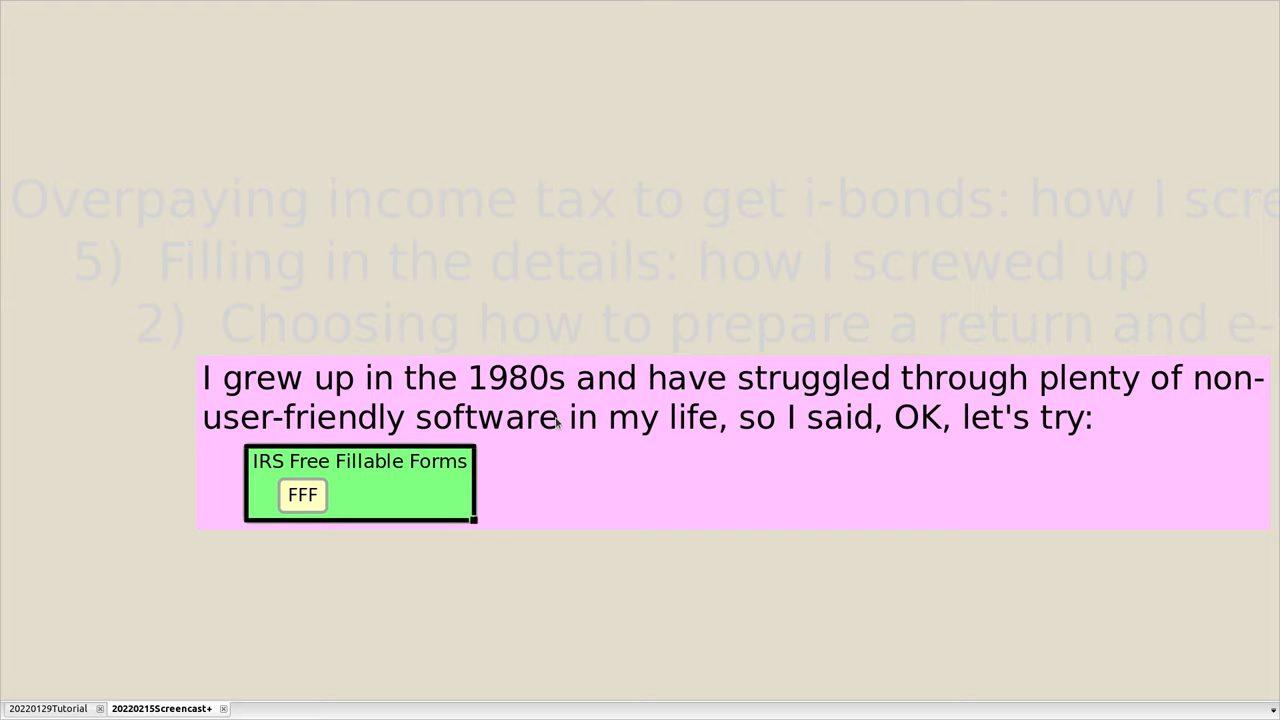 Overpaying income tax to get i-bonds: how I scre
5) Filling in the details: how I screwed up
2) Choosing how to prepare a return and e-
I grew up in the 1980s and have struggled through plenty of non-
user-friendly software in my life, so I said, OK, let's try:
IRS Free Fillable Forms
FFF
20220129Tutorial
20220215Screencast+